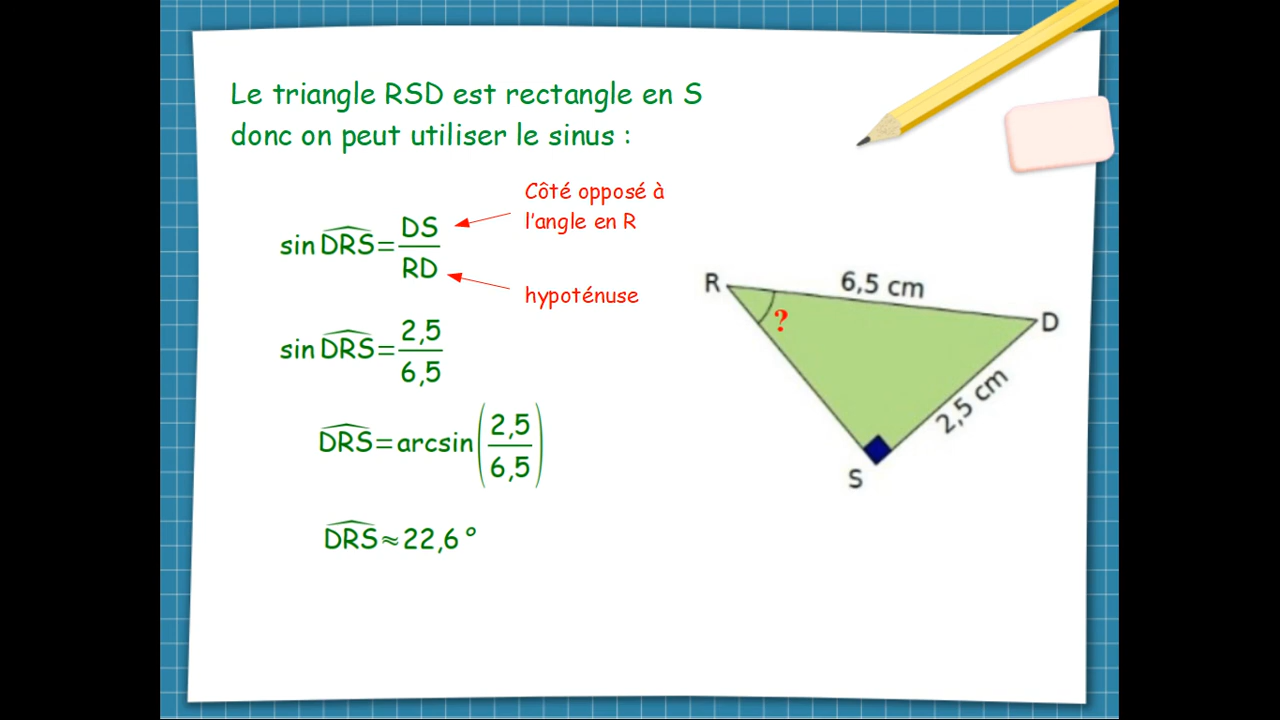 Le triangle RSD est rectangle en S
donc on peut utiliser le sinus :
Côté opposé à
l'angle en R
sin DRS = DS / RD
hypoténuse
sin DRS = 2,5 / 6,5
DRS = arcsin ( 2,5 / 6,5 )
DRS ≈ 22,6 °
R
6,5 cm
?
D
2,5 cm
S